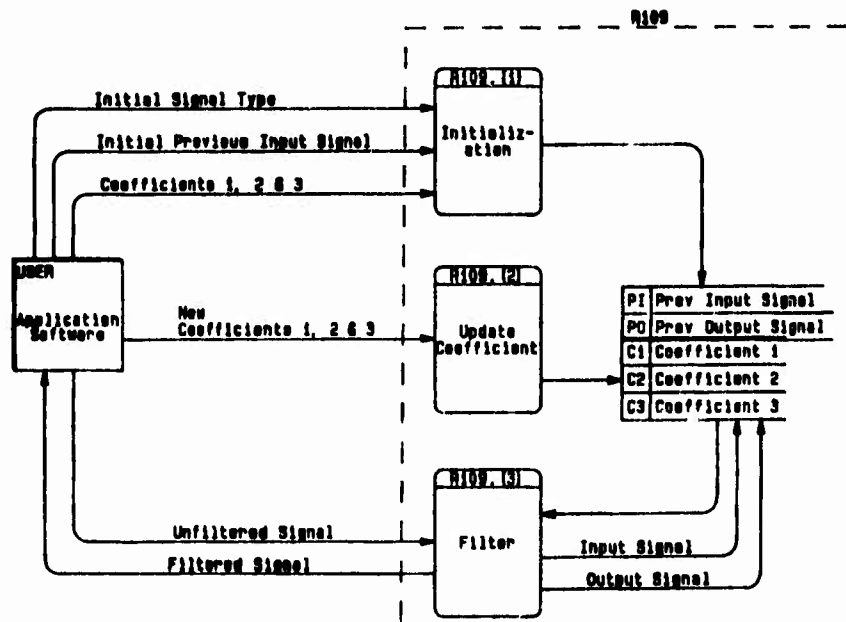 R109
R109.(1)
Initial Signal Type
Initializ-
ation
Initial Previous Input Signal
Coefficients 1, 2 & 3
USER
Application
Software
R109.(2)
New
Coefficients 1, 2 & 3
Update
Coefficient
PI Prev Input Signal
PO Prev Output Signal
C1 Coefficient 1
C2 Coefficient 2
C3 Coefficient 3
R109.(3)
Unfiltered Signal
Filter
Input Signal
Filtered Signal
Output Signal